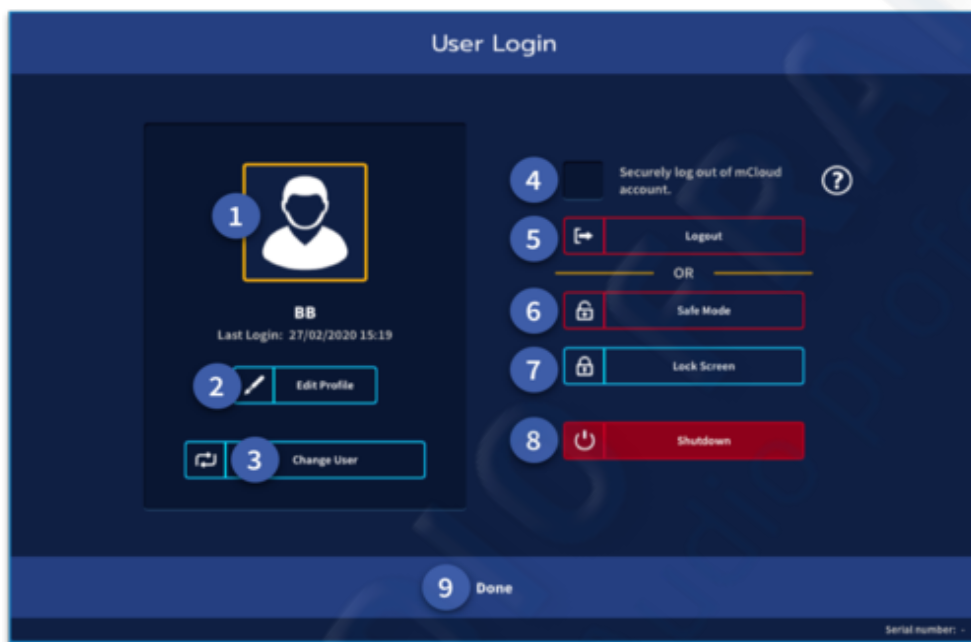 User Login
1
BB
Last Login: 27/02/2020 15:19
2 Edit Profile
3 Change User
4 Securely log out of mCloud
account.
?
5 Logout
OR
6 Safe Mode
7 Lock Screen
8 Shutdown
9 Done
Serial number: -